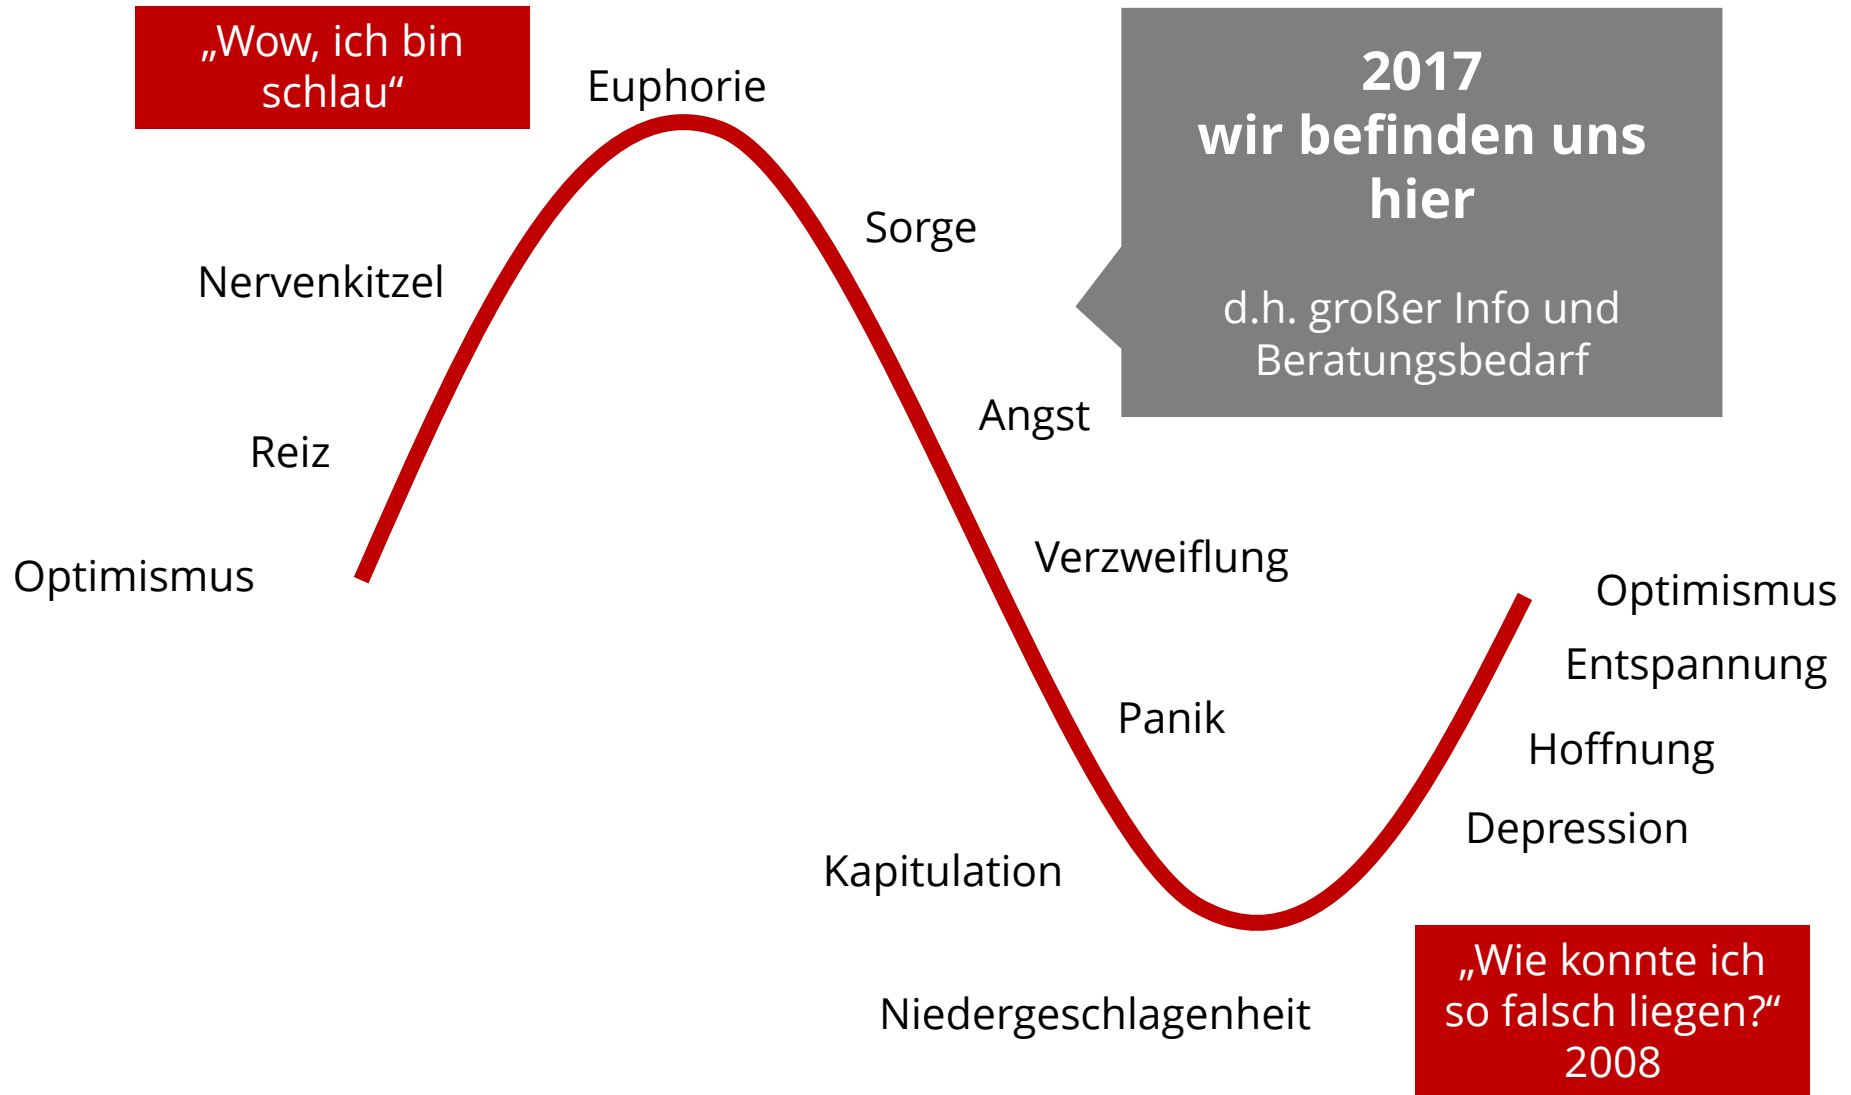 „Wow, ich bin
schlau“
Euphorie
2017
wir befinden uns
hier
d.h. großer Info und
Beratungsbedarf
Sorge
Nervenkitzel
Angst
Reiz
Verzweiflung
Optimismus
Optimismus
Entspannung
Panik
Hoffnung
Depression
Kapitulation
Niedergeschlagenheit
„Wie konnte ich
so falsch liegen?“
2008